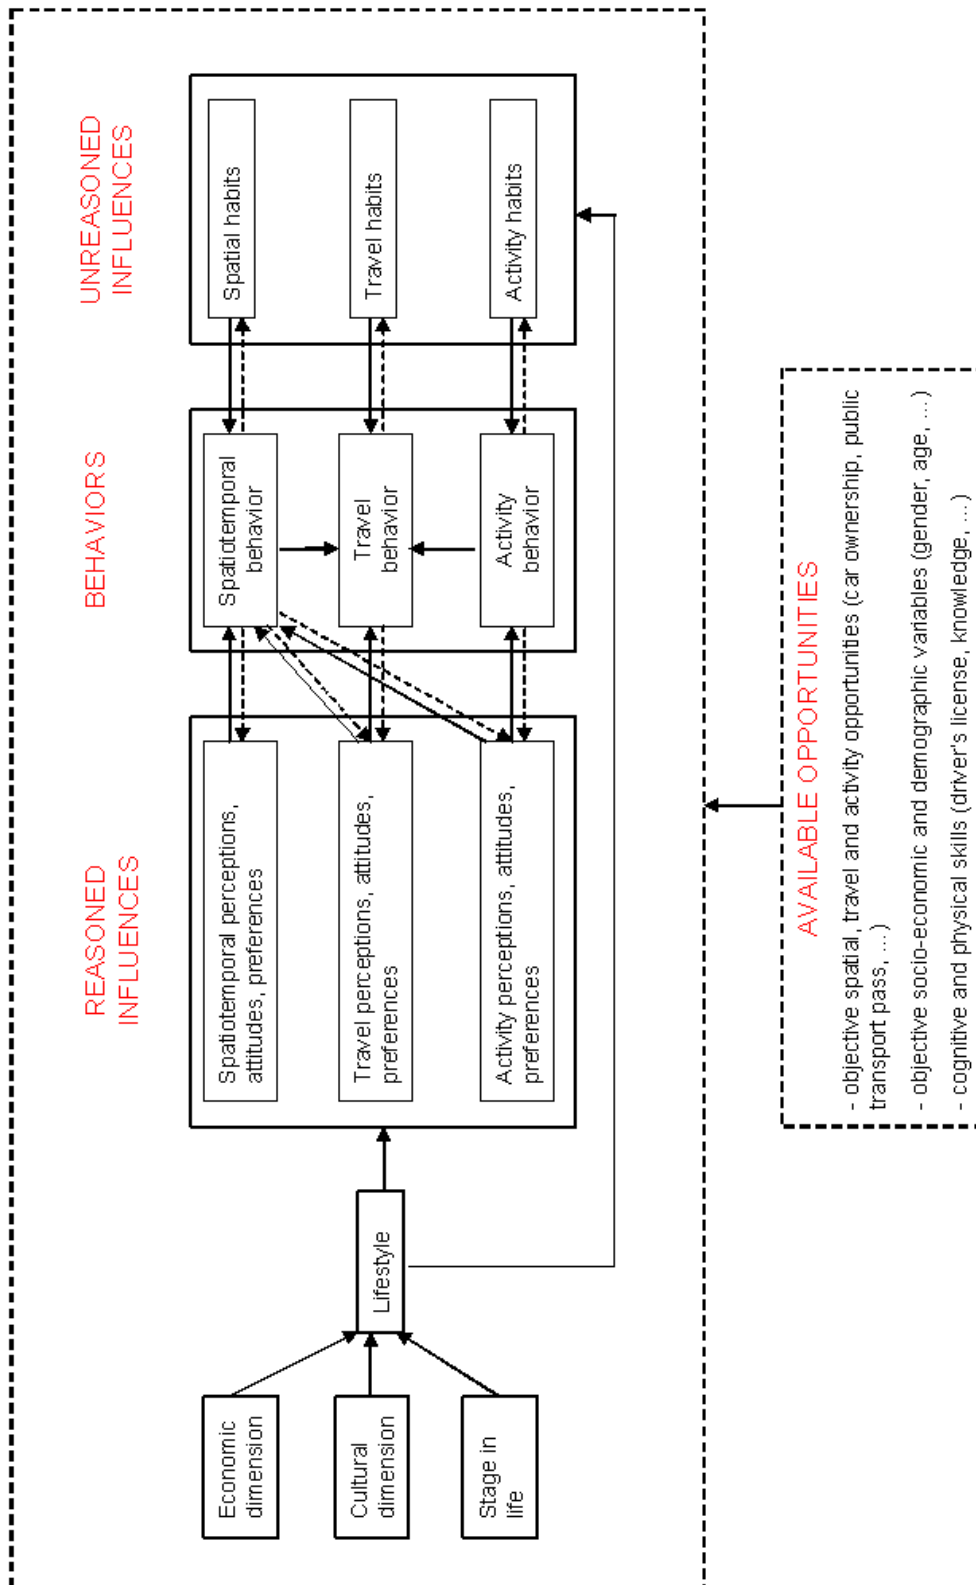 REASONED
INFLUENCES
BEHAVIORS
UNREASONED
INFLUENCES
Economic
dimension
Cultural
dimension
Stage in
life
Lifestyle
Spatiotemporal perceptions,
attitudes, preferences
Travel perceptions, attitudes,
preferences
Activity perceptions, attitudes,
preferences
Spatiotemporal
behavior
Travel
behavior
Activity
behavior
Spatial habits
Travel habits
Activity habits
AVAILABLE OPPORTUNITIES
- objective spatial, travel and activity opportunities (car ownership, public
transport pass, ...)
- objective socio-economic and demographic variables (gender, age, ...)
- cognitive and physical skills (driver's license, knowledge, ...)